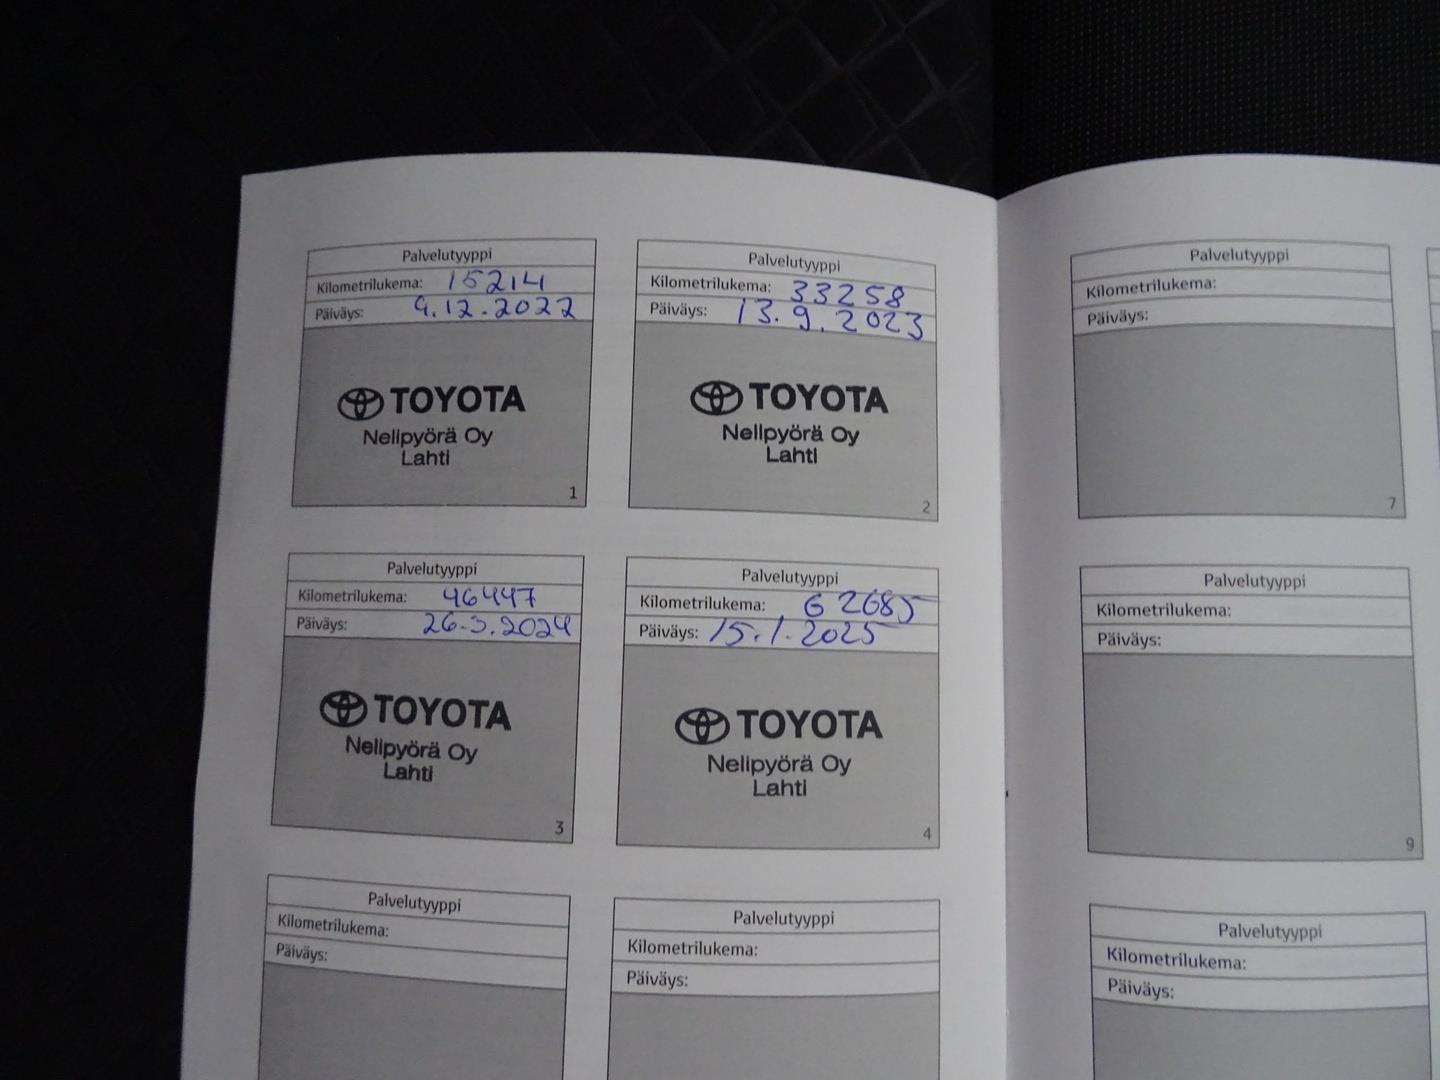 Palvelutyyppi
Kilometrilukema: 15214
Päiväys: 9.12.2022
TOYOTA
Nelipyörä Oy
Lahti
1
Palvelutyyppi
Kilometrilukema: 33258
Päiväys: 13.9.2023
TOYOTA
Nelipyörä Oy
Lahti
2
Palvelutyyppi
Kilometrilukema: 46447
Päiväys: 26.3.2024
TOYOTA
Nelipyörä Oy
Lahti
3
Palvelutyyppi
Kilometrilukema: 62685
Päiväys: 15.1.2025
TOYOTA
Nelipyörä Oy
Lahti
4
Palvelutyyppi
Kilometrilukema:
Päiväys:
Palvelutyyppi
Kilometrilukema:
Päiväys:
Palvelutyyppi
Kilometrilukema:
Päiväys:
7
Palvelutyyppi
Kilometrilukema:
Päiväys:
9
Palvelutyyppi
Kilometrilukema:
Päiväys: